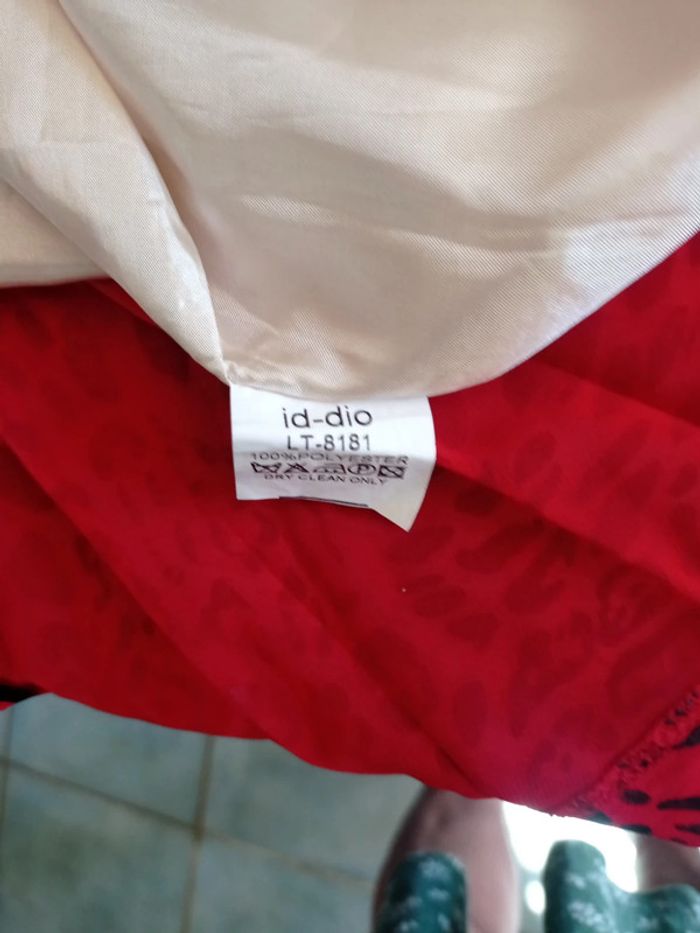 id-dio
LT-8181
100%POLYESTER
DRY CLEAN ONLY